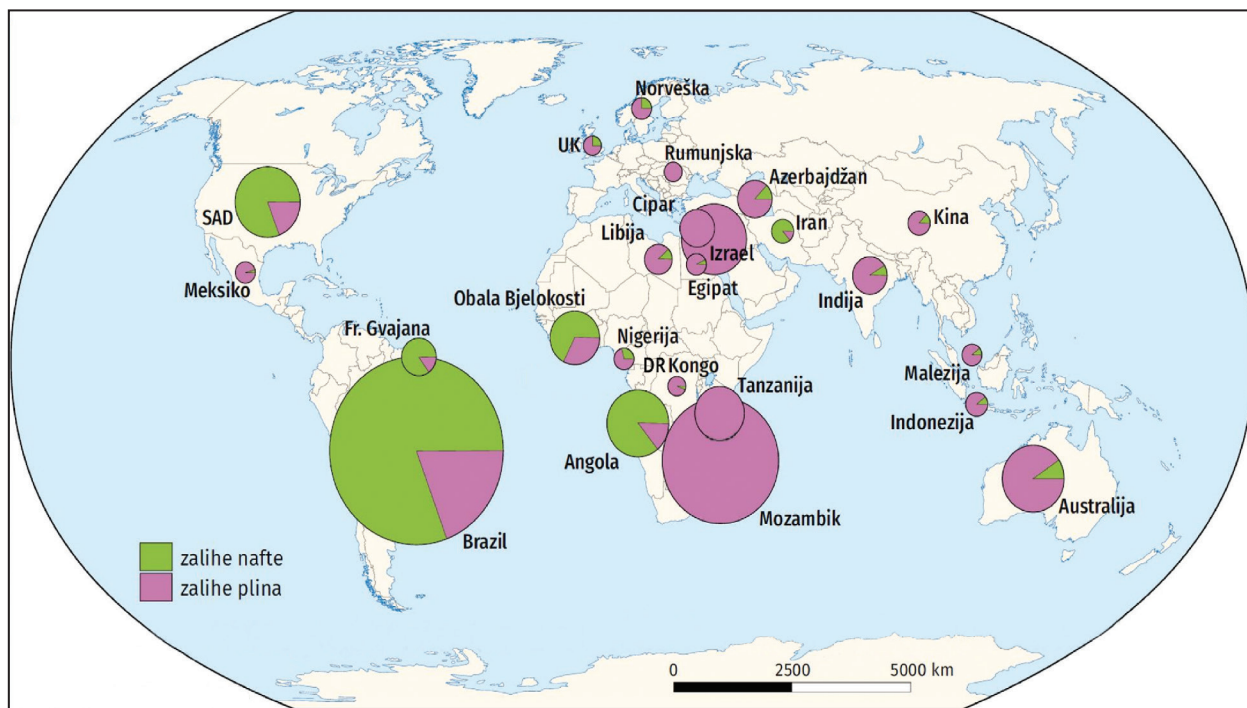 Norveška
UK
Rumunjska
Azerbajdžan
SAD
Cipar
Kina
Libija
Iran
Izrael
Meksiko
Egipat
Indija
Obala Bjelokosti
Fr. Gvajana
Nigerija
DR Kongo
Tanzanija
Malezija
Indonezija
Angola
Australija
Mozambik
Brazil
zalihe nafte
zalihe plina
0 2500 5000 km